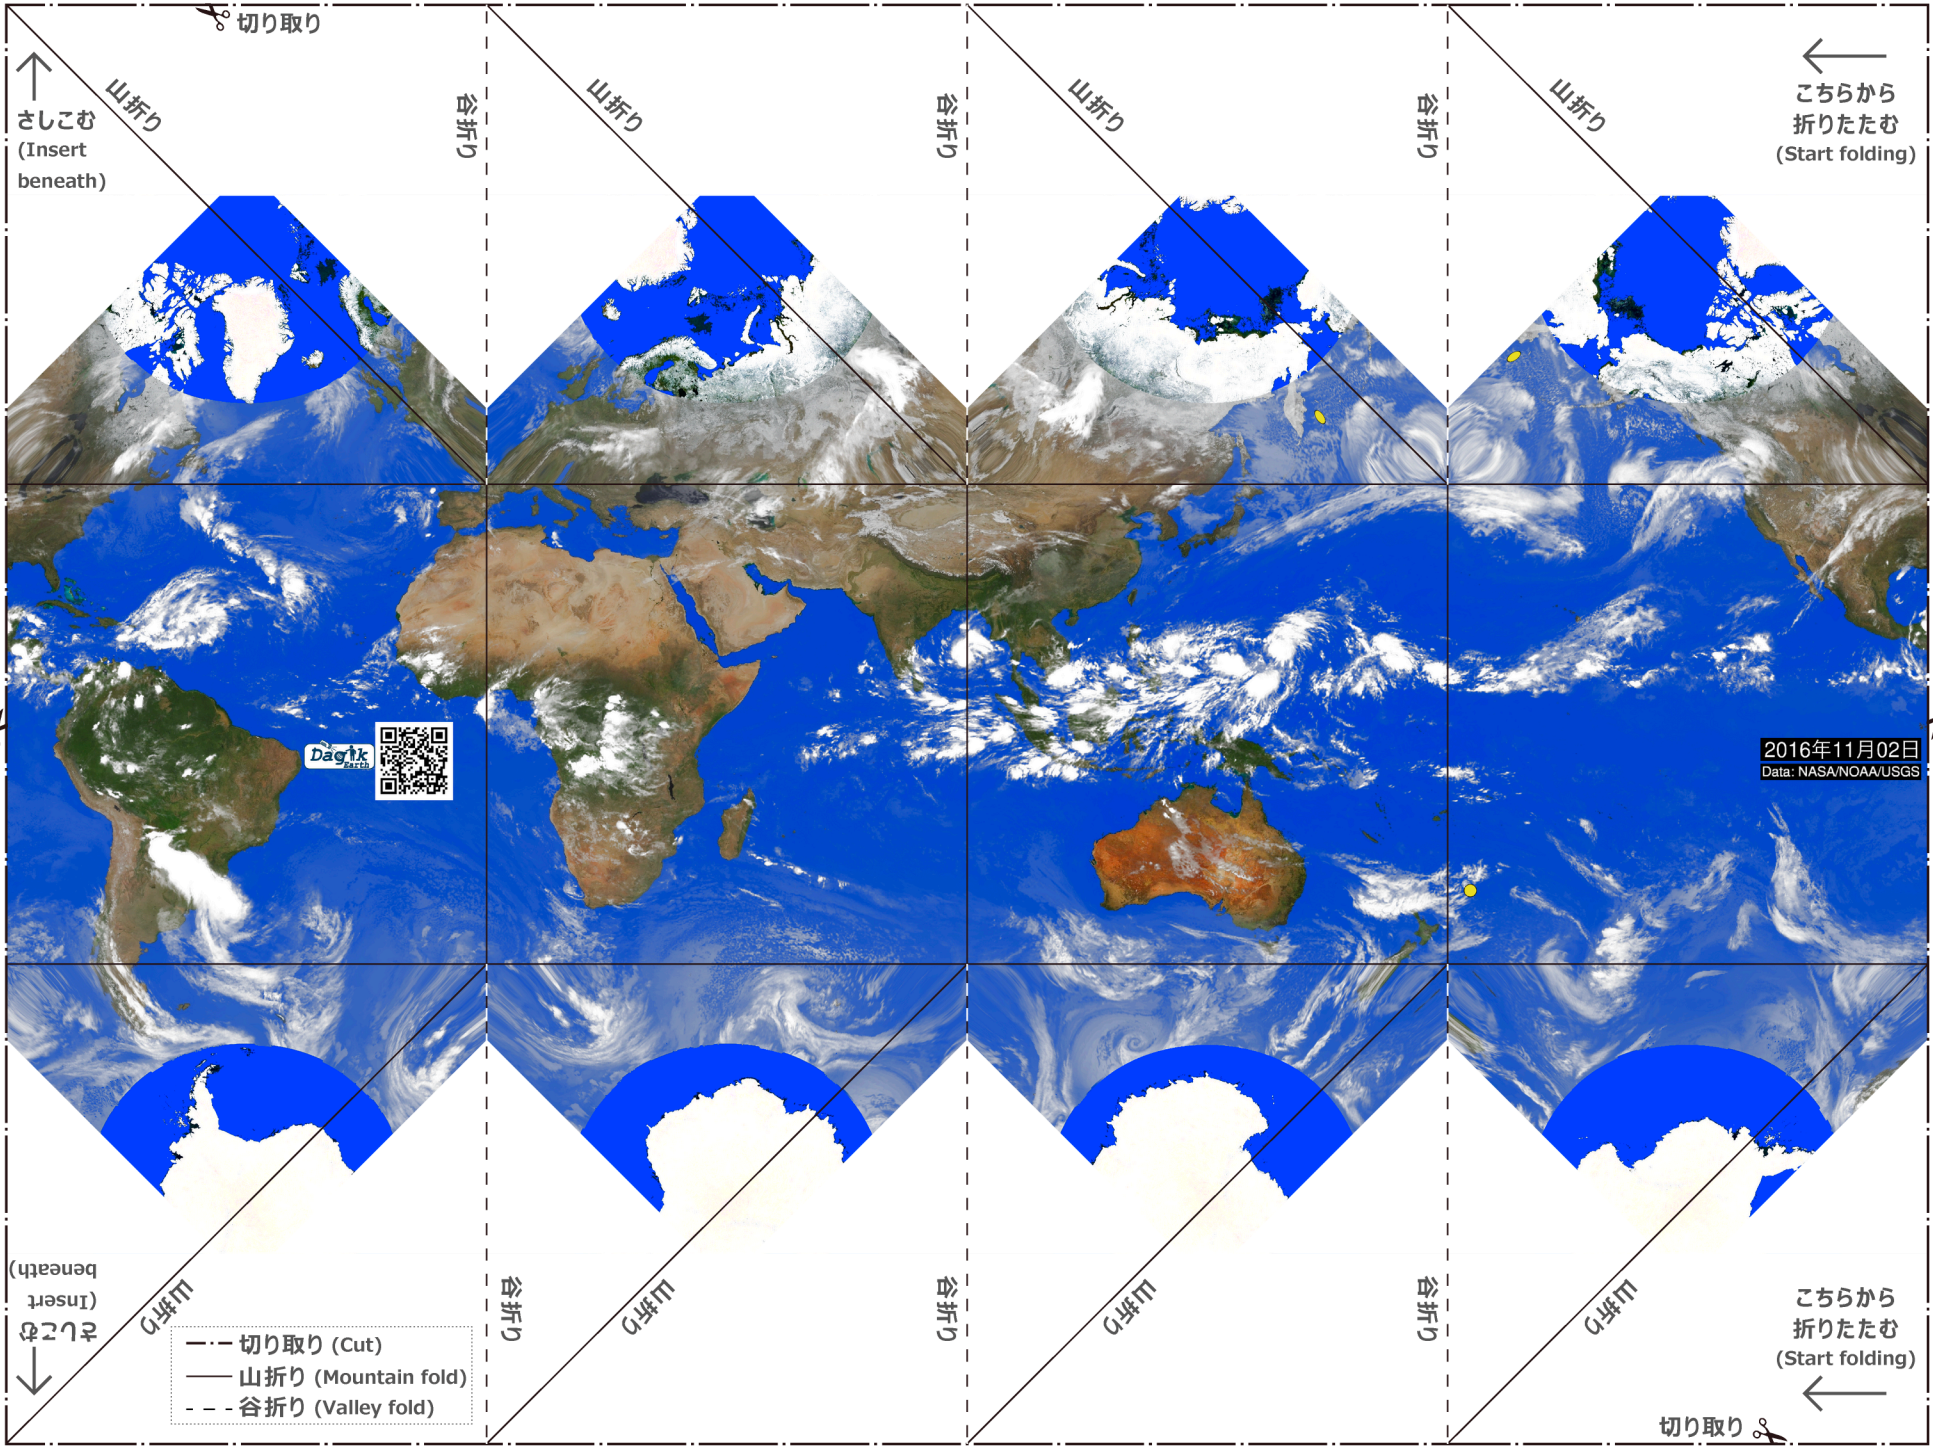 切り取り
山折り
山折り
山折り
山折り
谷折り
谷折り
谷折り
さしこむ
(Insert
beneath)
こちらから
折りたたむ
(Start folding)
Dagik
Earth
2016年11月02日
Data: NASA/NOAA/USGS
さしこむ
(Insert
beneath)
山折り
山折り
山折り
山折り
谷折り
谷折り
谷折り
切り取り (Cut)
山折り (Mountain fold)
谷折り (Valley fold)
こちらから
折りたたむ
(Start folding)
切り取り